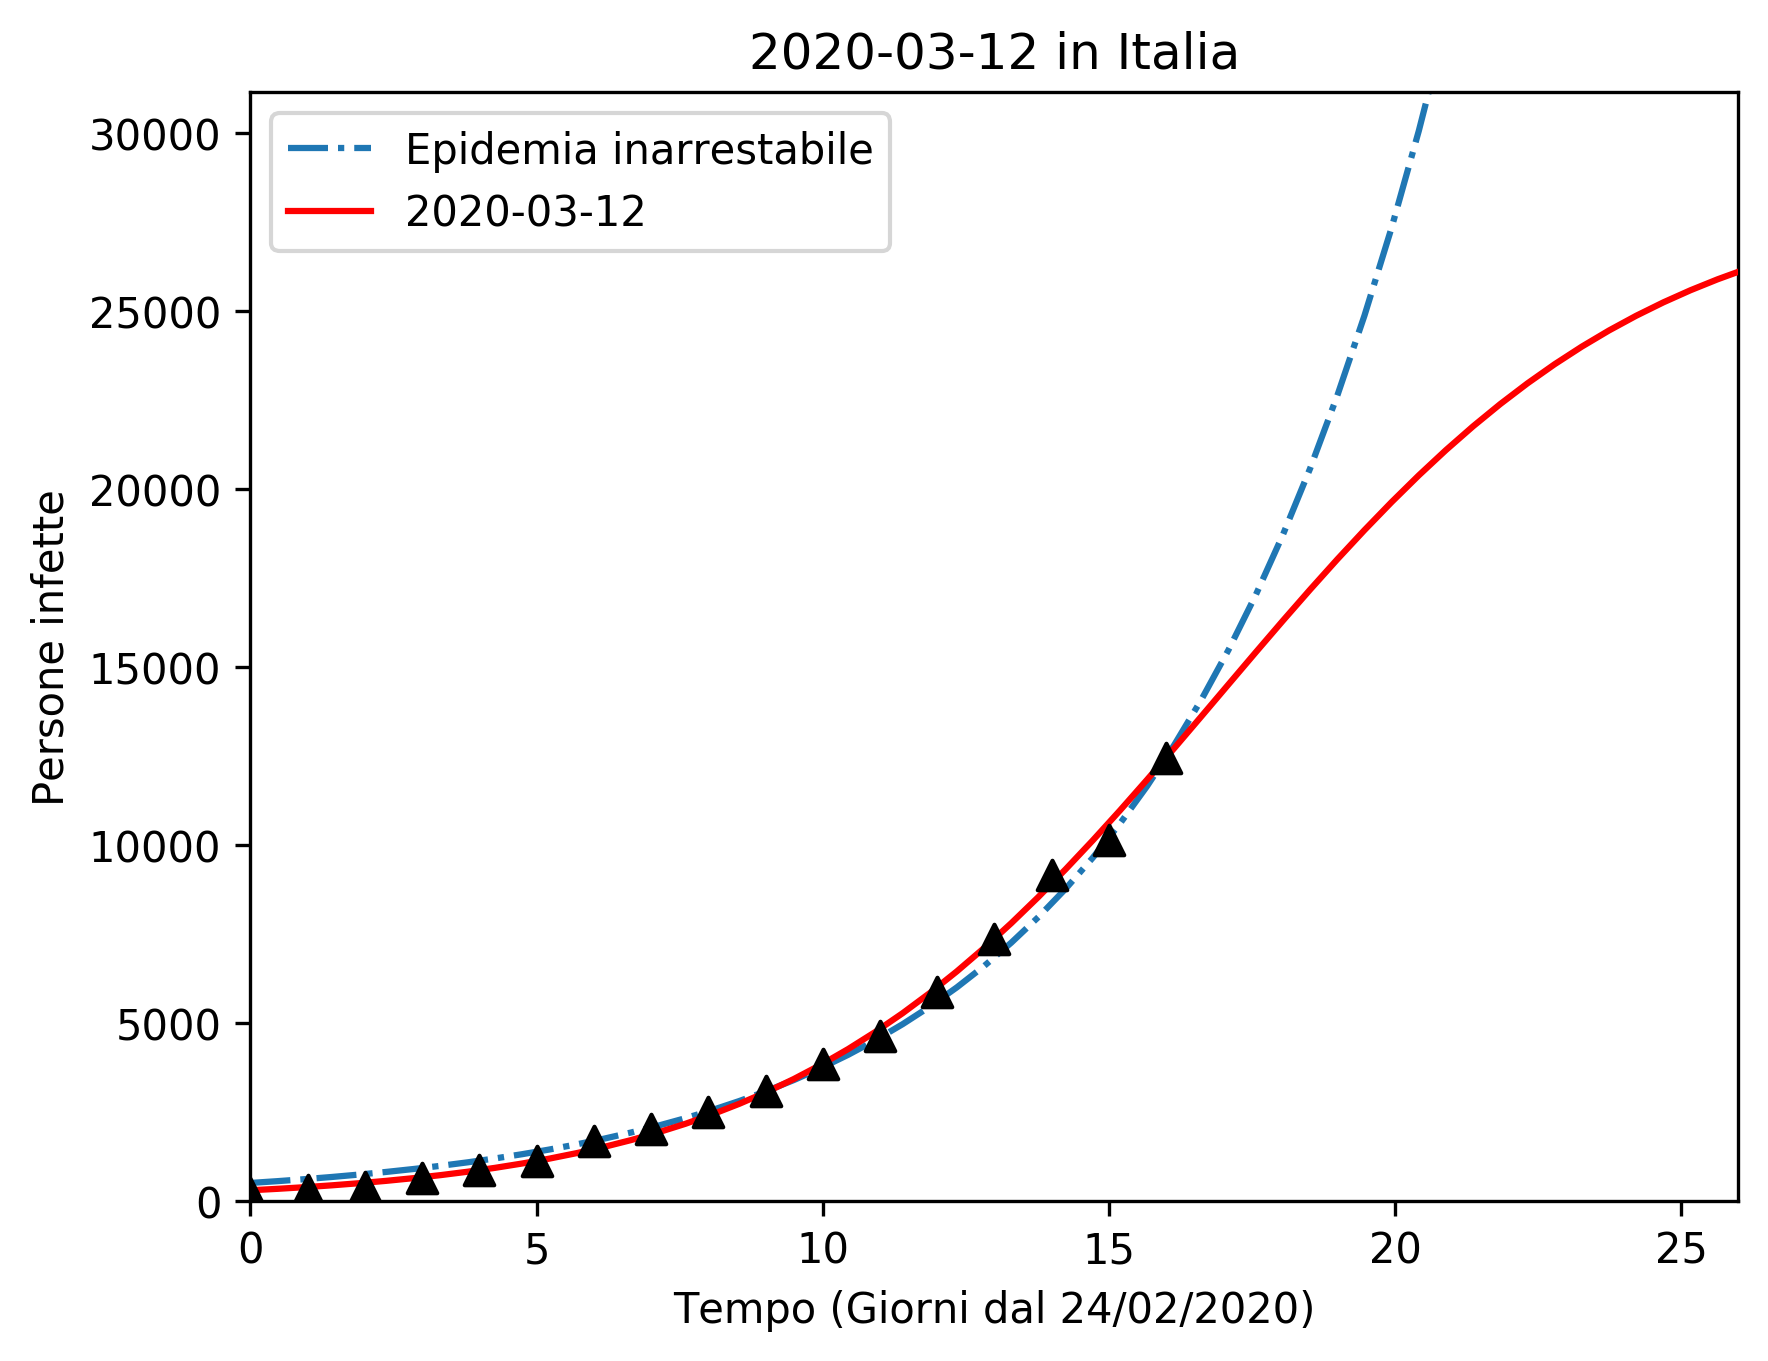 2020-03-12 in Italia
Epidemia inarrestabile
2020-03-12
30000
25000
20000
15000
10000
5000
0
Persone infette
0 5 10 15 20 25
Tempo (Giorni dal 24/02/2020)